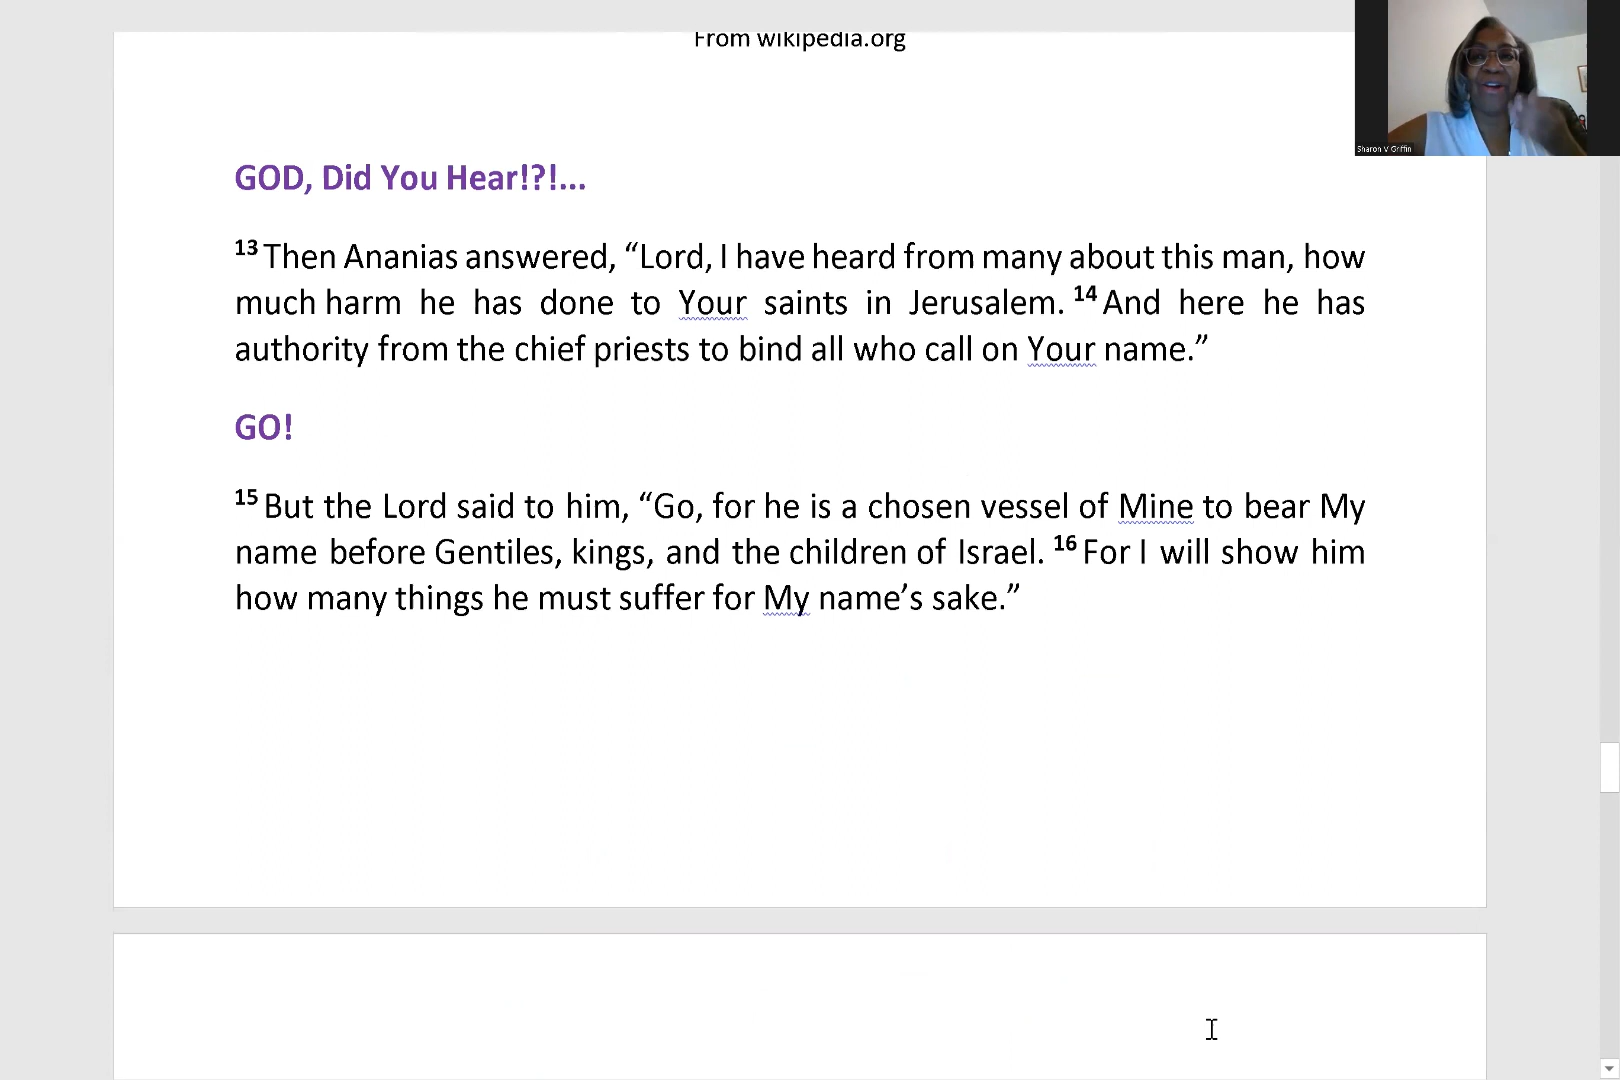 From wikipedia.org
Sharon V Griffin
GOD, Did You Hear!?!...
13 Then Ananias answered, “Lord, I have heard from many about this man, how
much harm he has done to Your saints in Jerusalem. 14 And here he has
authority from the chief priests to bind all who call on Your name.”
GO!
15 But the Lord said to him, “Go, for he is a chosen vessel of Mine to bear My
name before Gentiles, kings, and the children of Israel. 16 For I will show him
how many things he must suffer for My name’s sake.”